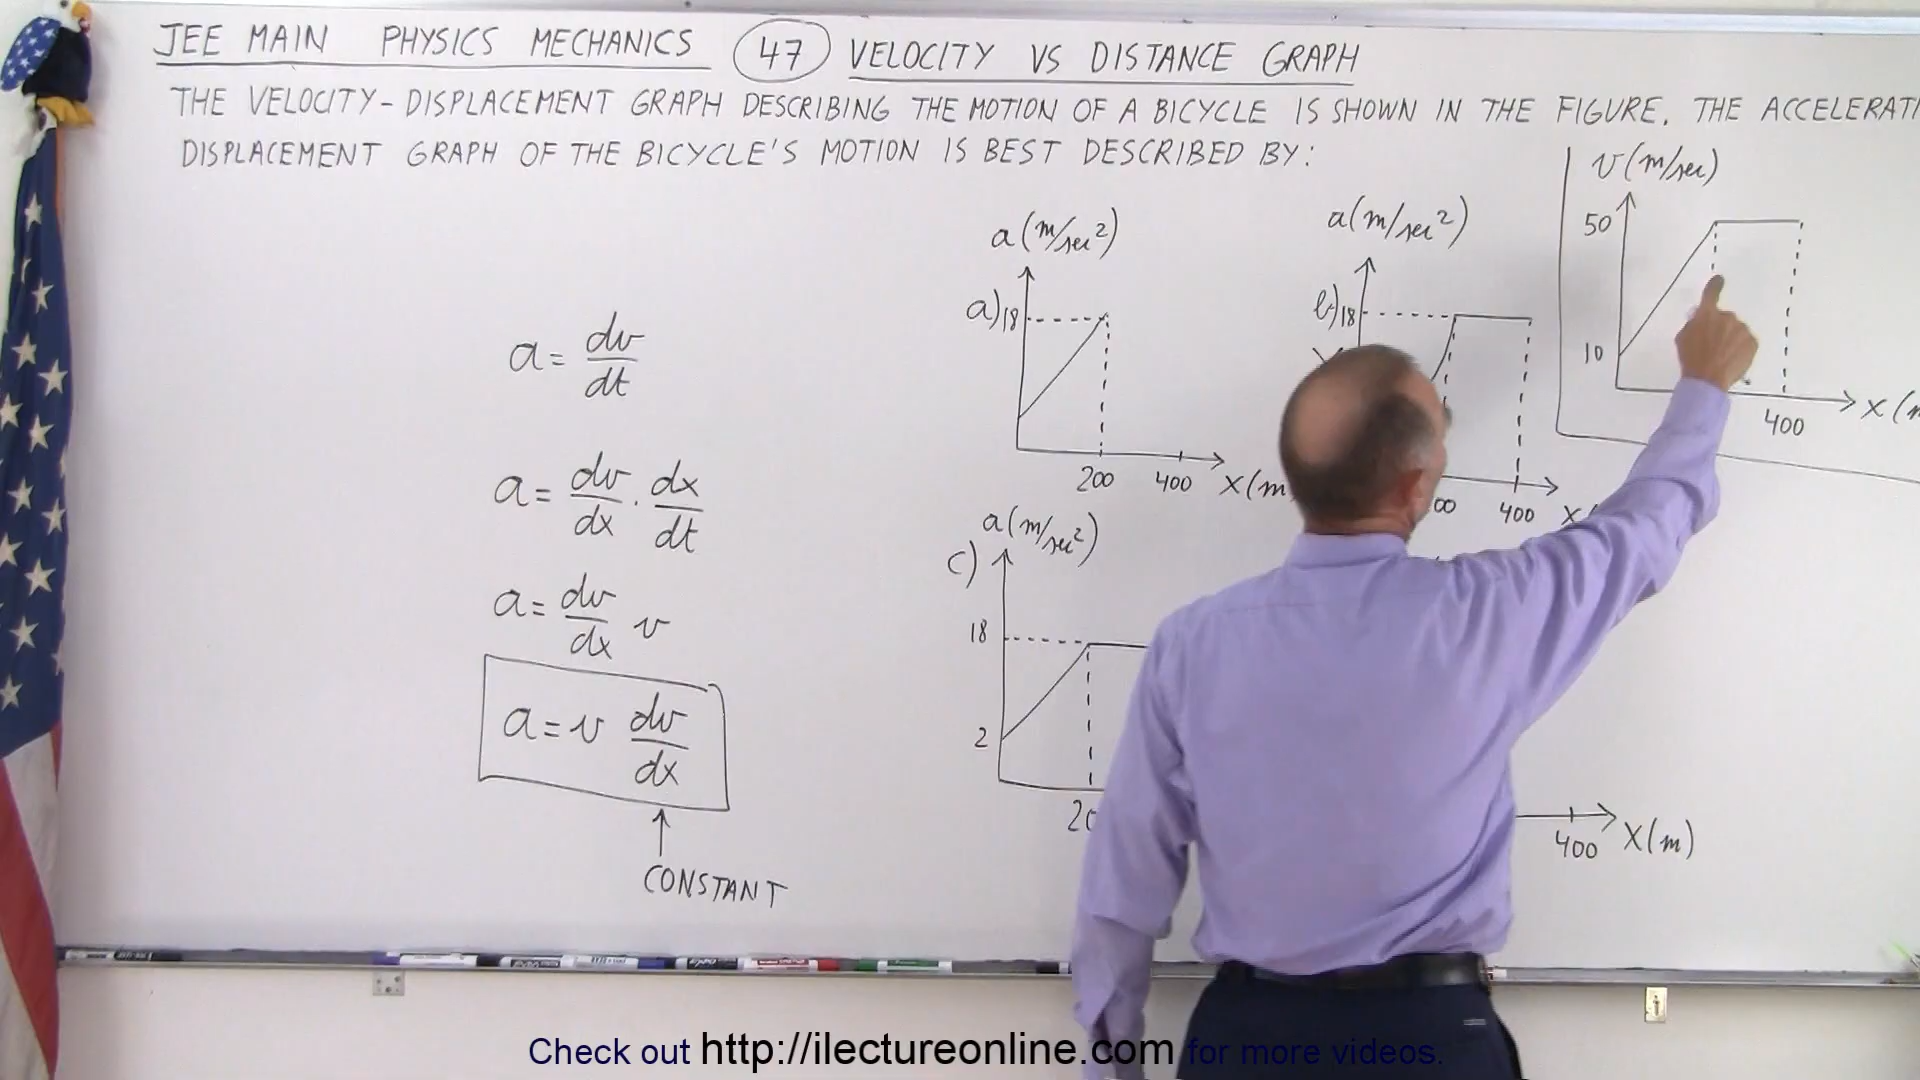 JEE MAIN PHYSICS MECHANICS 47 VELOCITY VS DISTANCE GRAPH
THE VELOCITY-DISPLACEMENT GRAPH DESCRIBING THE MOTION OF A BICYCLE IS SHOWN IN THE FIGURE. THE ACCELERATI
DISPLACEMENT GRAPH OF THE BICYCLE'S MOTION IS BEST DESCRIBED BY:
v (m/sec)
50
10
400
x (m
a (m/sec²)
a) 18
200 400 x (m)
a (m/sec²)
b) 18
00 400 x
a (m/sec²)
c)
18
2
20
400 x (m)
a = dv/dt
a = dv/dx · dx/dt
a = dv/dx v
a = v dv/dx
CONSTANT
Check out http://ilectureonline.com for more videos.